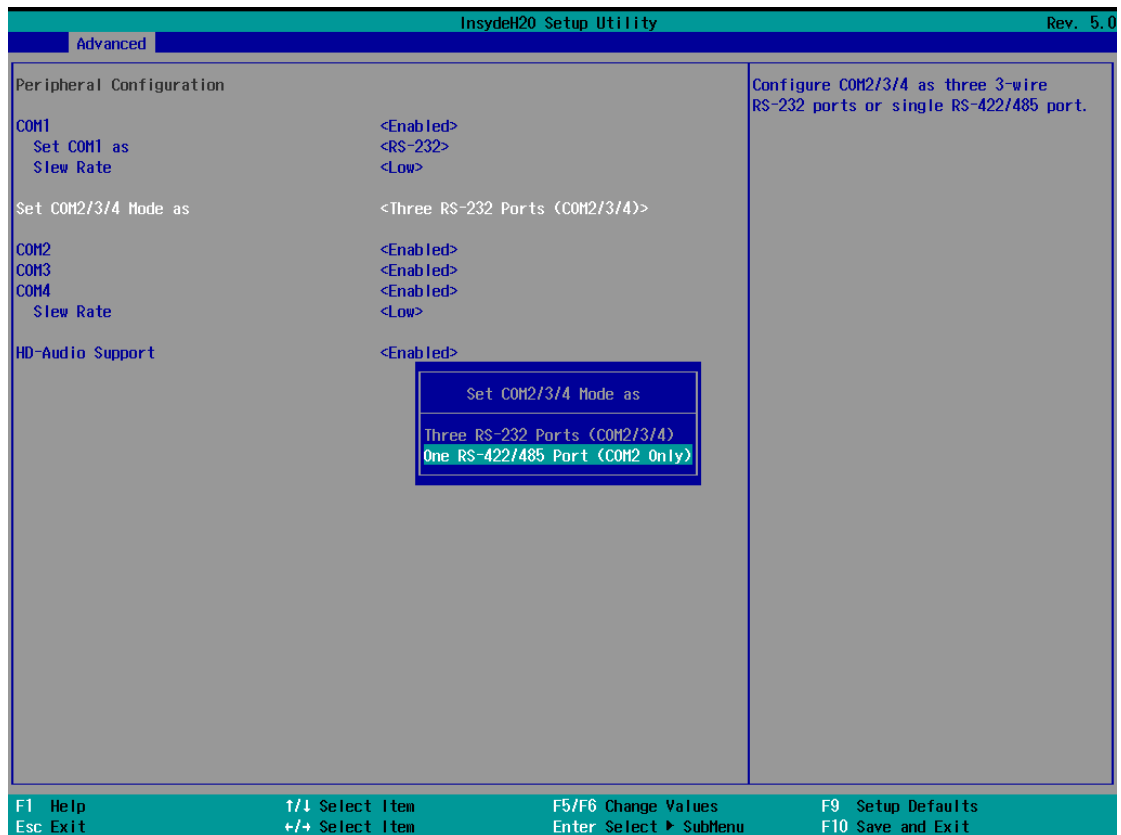 InsydeH20 Setup Utility Rev. 5.0
Advanced
Peripheral Configuration
COM1 <Enabled>
Set COM1 as <RS-232>
Slew Rate <Low>
Set COM2/3/4 Mode as <Three RS-232 Ports (COM2/3/4)>
COM2 <Enabled>
COM3 <Enabled>
COM4 <Enabled>
Slew Rate <Low>
HD-Audio Support <Enabled>
Set COM2/3/4 Mode as
Three RS-232 Ports (COM2/3/4)
One RS-422/485 Port (COM2 Only)
Configure COM2/3/4 as three 3-wire
RS-232 ports or single RS-422/485 port.
F1 Help ↑/↓ Select Item F5/F6 Change Values F9 Setup Defaults
Esc Exit ←/→ Select Item Enter Select ▶ SubMenu F10 Save and Exit